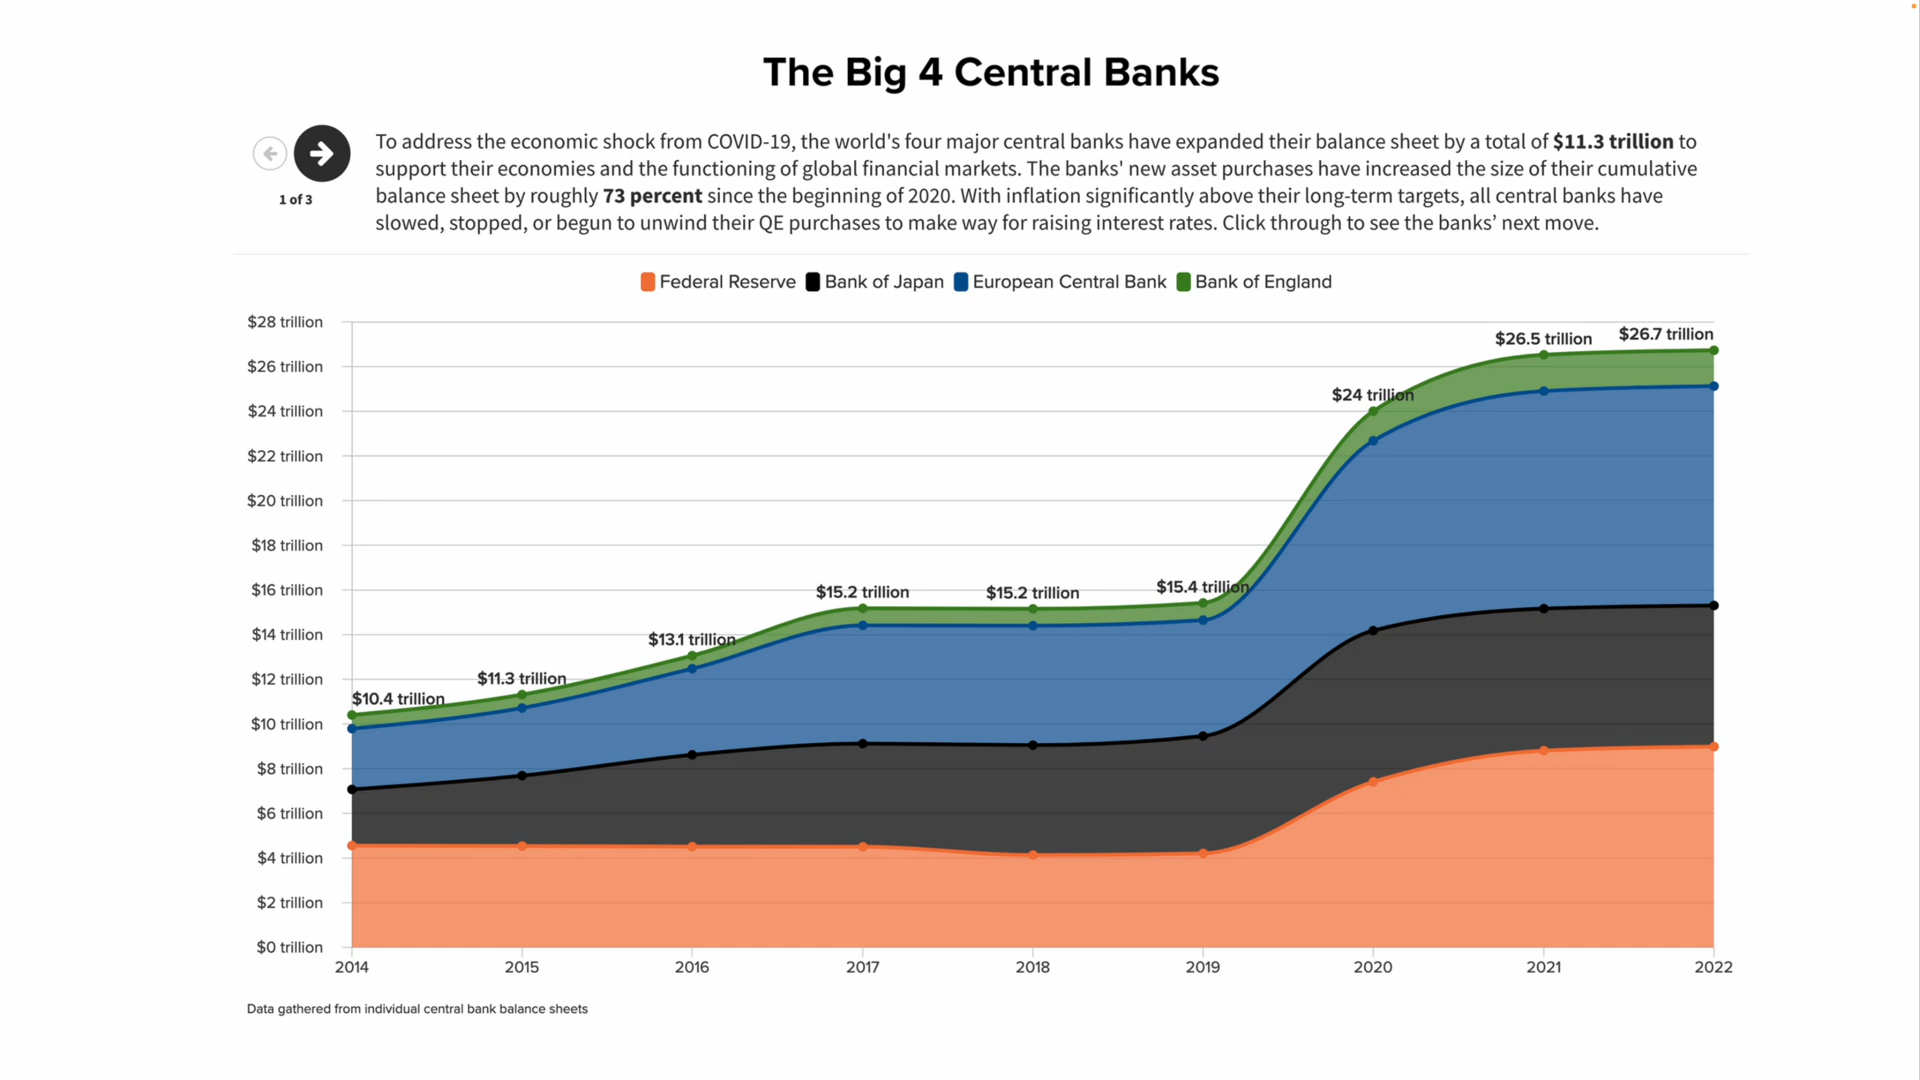 The Big 4 Central Banks
To address the economic shock from COVID-19, the world's four major central banks have expanded their balance sheet by a total of $11.3 trillion to
support their economies and the functioning of global financial markets. The banks' new asset purchases have increased the size of their cumulative
balance sheet by roughly 73 percent since the beginning of 2020. With inflation significantly above their long-term targets, all central banks have
slowed, stopped, or begun to unwind their QE purchases to make way for raising interest rates. Click through to see the banks’ next move.
1 of 3
Federal Reserve Bank of Japan European Central Bank Bank of England
$28 trillion
$26 trillion
$24 trillion
$22 trillion
$20 trillion
$18 trillion
$16 trillion
$14 trillion
$12 trillion
$10 trillion
$8 trillion
$6 trillion
$4 trillion
$2 trillion
$0 trillion
$10.4 trillion
$11.3 trillion
$13.1 trillion
$15.2 trillion
$15.2 trillion
$15.4 trillion
$24 trillion
$26.5 trillion
$26.7 trillion
2014 2015 2016 2017 2018 2019 2020 2021 2022
Data gathered from individual central bank balance sheets